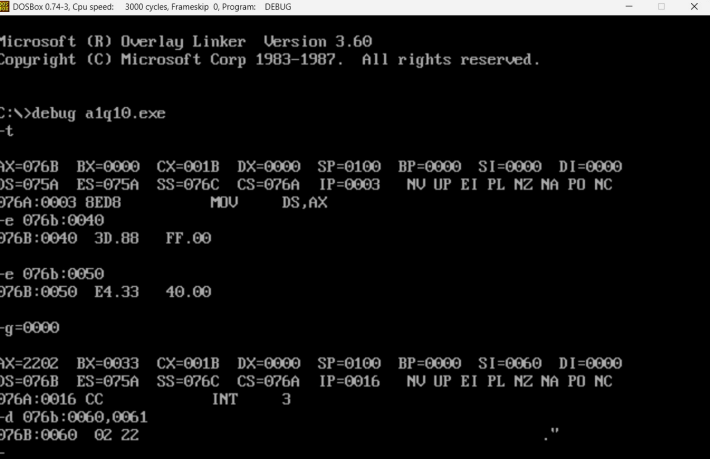 DOSBox 0.74-3, Cpu speed: 3000 cycles, Frameskip 0, Program: DEBUG
Microsoft (R) Overlay Linker Version 3.60
Copyright (C) Microsoft Corp 1983-1987. All rights reserved.
C:\>debug a1q10.exe
-t
AX=076B BX=0000 CX=001B DX=0000 SP=0100 BP=0000 SI=0000 DI=0000
DS=075A ES=075A SS=076C CS=076A IP=0003 NV UP EI PL NZ NA PO NC
076A:0003 8ED8 MOV DS,AX
-e 076b:0040
076B:0040 3D.88 FF.00
-e 076b:0050
076B:0050 E4.33 40.00
-g=0000
AX=2202 BX=0033 CX=001B DX=0000 SP=0100 BP=0000 SI=0060 DI=0000
DS=076B ES=075A SS=076C CS=076A IP=0016 NV UP EI PL NZ NA PO NC
076A:0016 CC INT 3
-d 076b:0060,0061
076B:0060 02 22 ."
-